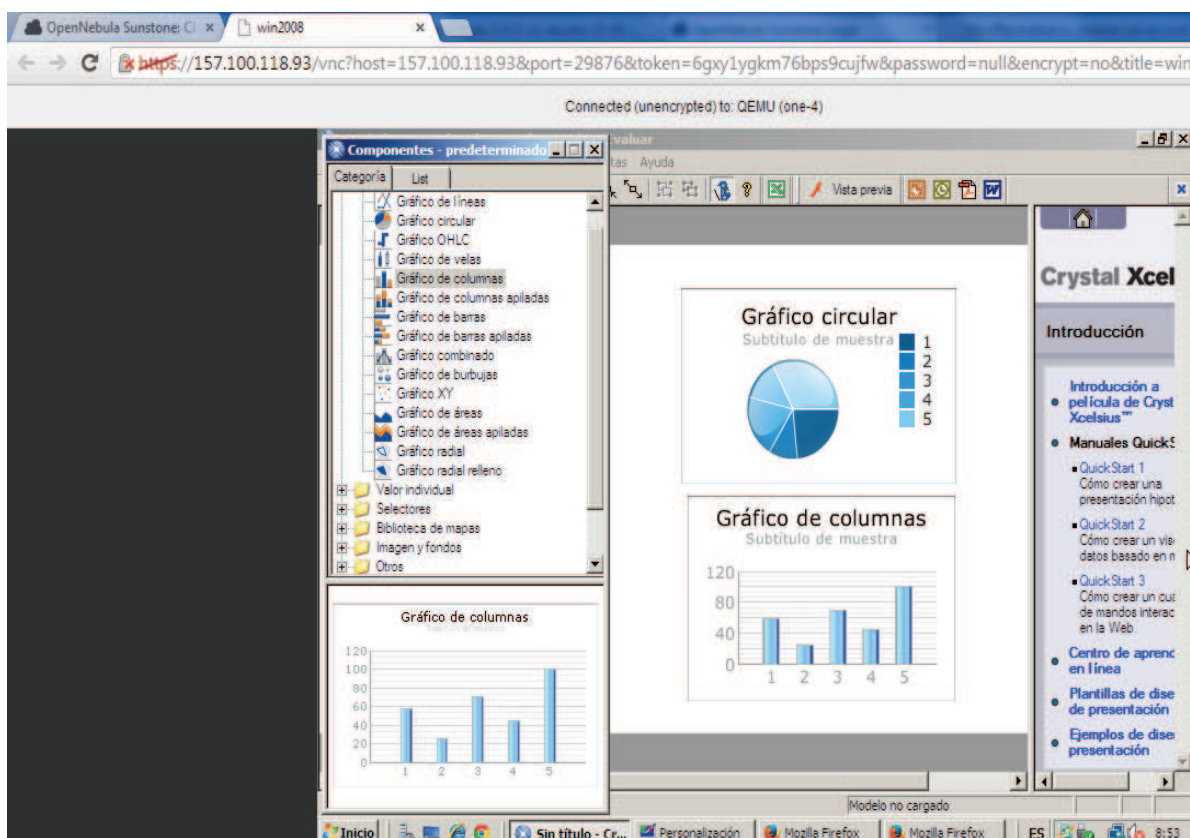 OpenNebula Sunstone: Cl
win2008
https://157.100.118.93/vnc?host=157.100.118.93&port=29876&token=6gxy1ygkm76bps9cujfw&password=null&encrypt=no&title=win
Connected (unencrypted) to: QEMU (one-4)
Componentes - predeterminado
valuar
tas Ayuda
Vista previa
Categoría
List
Gráfico de líneas
Gráfico circular
Gráfico OHLC
Gráfico de velas
Gráfico de columnas
Gráfico de columnas apiladas
Gráfico de barras
Gráfico de barras apiladas
Gráfico combinado
Gráfico de burbujas
Gráfico XY
Gráfico de áreas
Gráfico de áreas apiladas
Gráfico radial
Gráfico radial relleno
Valor individual
Selectores
Biblioteca de mapas
Imagen y fondos
Otros
Gráfico de columnas
120
100
80
60
40
20
0
1 2 3 4 5
Gráfico circular
Subtítulo de muestra
1
2
3
4
5
Gráfico de columnas
Subtítulo de muestra
120
80
40
0
1 2 3 4 5
Crystal Xcel
Introducción
Introducción a
película de Cryst
Xcelsius™
Manuales QuickS
QuickStart 1
Cómo crear una
presentación hipot
QuickStart 2
Cómo crear un vis
datos basado en m
QuickStart 3
Cómo crear un cua
de mandos interac
en la Web
Centro de aprend
en línea
Plantillas de dise
de presentación
Ejemplos de dise
presentación
Modelo no cargado
Inicio
Sin título - Cr...
Personalización
Mozilla Firefox
Mozilla Firefox
ES
8:53